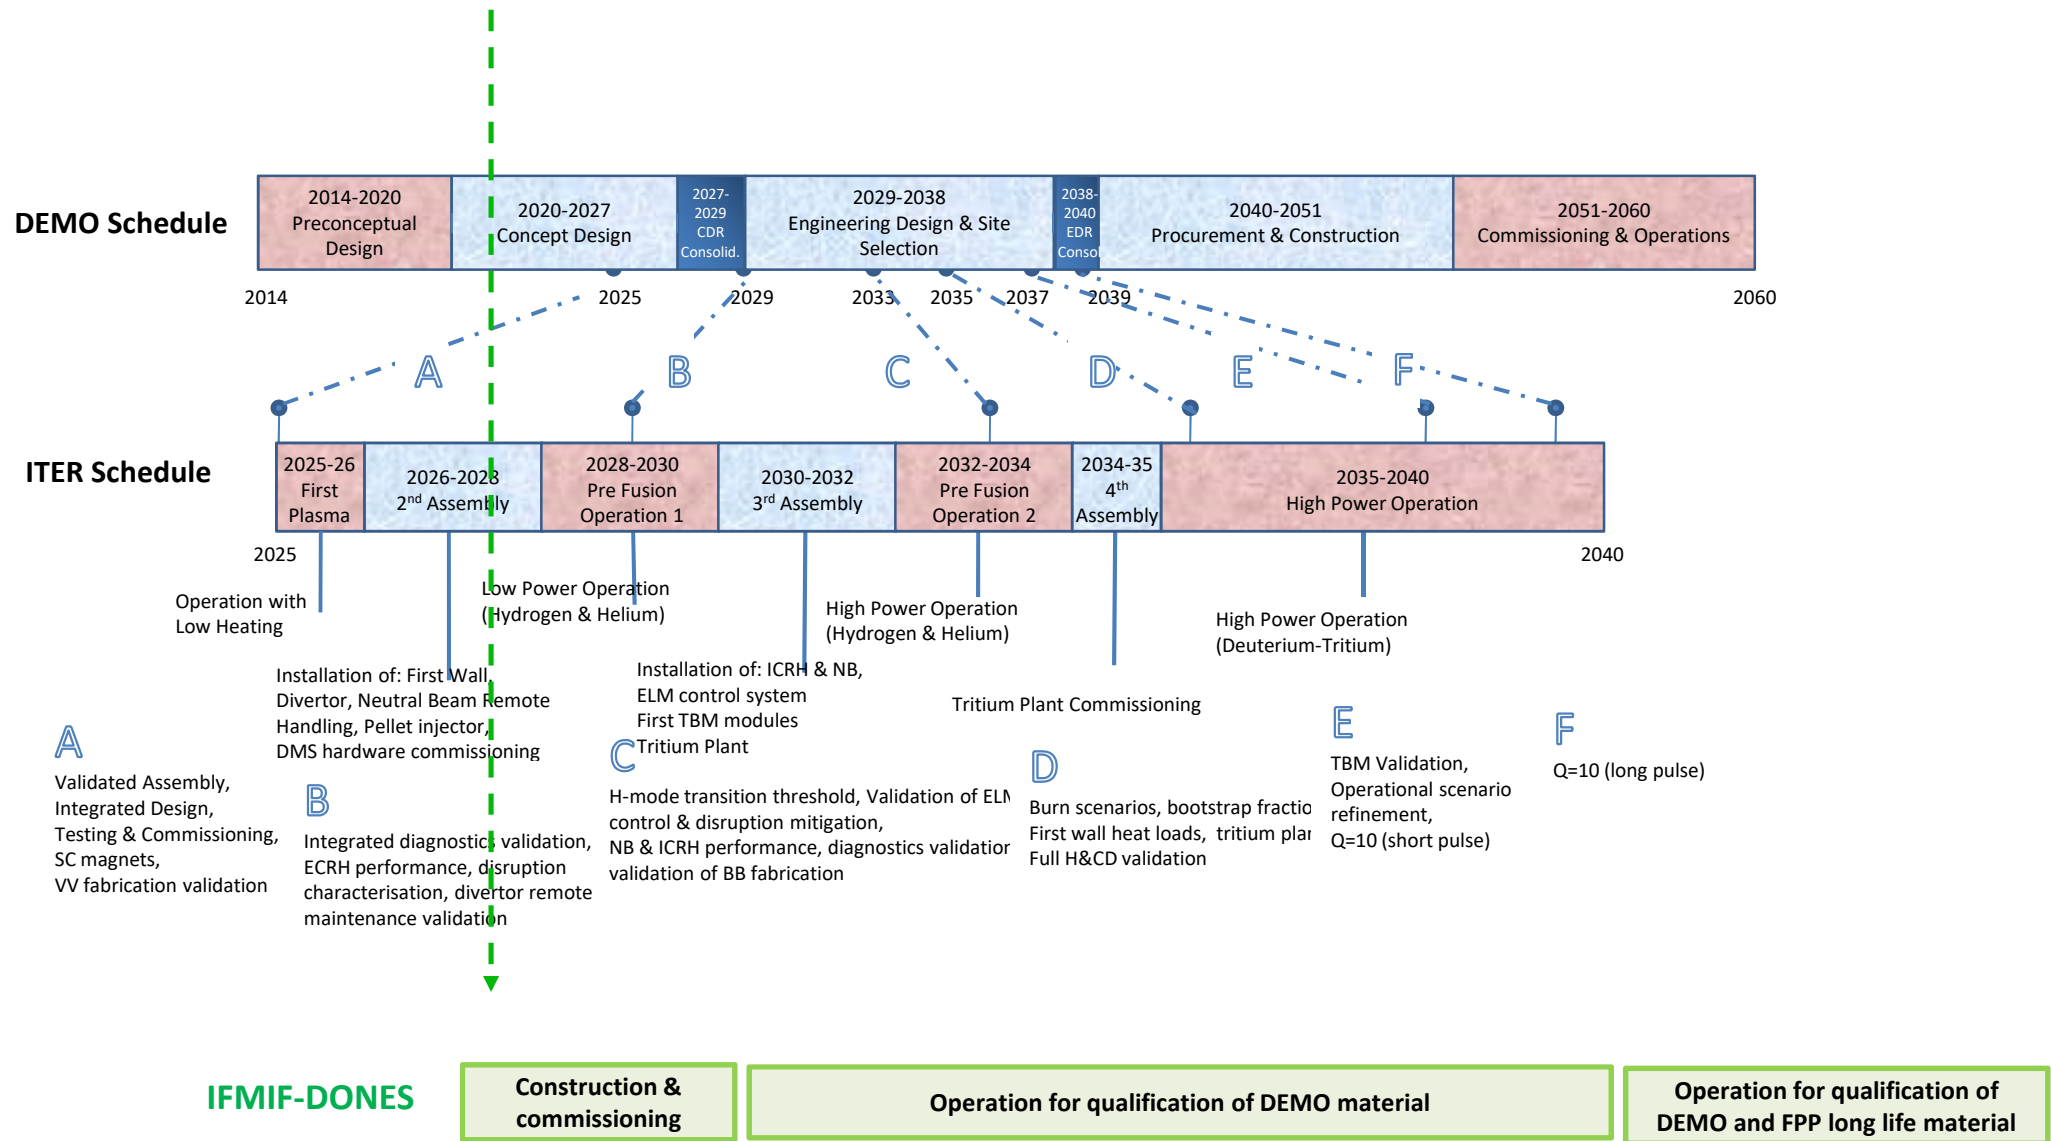 DEMO Schedule
2014-2020
Preconceptual
Design
2020-2027
Concept Design
2027-
2029
CDR
Consolid.
2029-2038
Engineering Design & Site
Selection
2038-
2040
EDR
Consol
2040-2051
Procurement & Construction
2051-2060
Commissioning & Operations
2014
2025
2029
2033
2035
2037
2039
2060
A
B
C
D
E
F
ITER Schedule
2025-26
First
Plasma
2026-2028
2nd Assembly
2028-2030
Pre Fusion
Operation 1
2030-2032
3rd Assembly
2032-2034
Pre Fusion
Operation 2
2034-35
4th
Assembly
2035-2040
High Power Operation
2025
2040
Operation with
Low Heating
Low Power Operation
(Hydrogen & Helium)
High Power Operation
(Hydrogen & Helium)
High Power Operation
(Deuterium-Tritium)
Installation of: First Wall,
Divertor, Neutral Beam Remote
Handling, Pellet injector,
DMS hardware commissioning
Installation of: ICRH & NB,
ELM control system
First TBM modules
Tritium Plant
Tritium Plant Commissioning
A
Validated Assembly,
Integrated Design,
Testing & Commissioning,
SC magnets,
VV fabrication validation
B
Integrated diagnostics validation,
ECRH performance, disruption
characterisation, divertor remote
maintenance validation
C
H-mode transition threshold, Validation of ELM
control & disruption mitigation,
NB & ICRH performance, diagnostics validation
validation of BB fabrication
D
Burn scenarios, bootstrap fractio
First wall heat loads, tritium plan
Full H&CD validation
E
TBM Validation,
Operational scenario
refinement,
Q=10 (short pulse)
F
Q=10 (long pulse)
IFMIF-DONES
Construction &
commissioning
Operation for qualification of DEMO material
Operation for qualification of
DEMO and FPP long life material